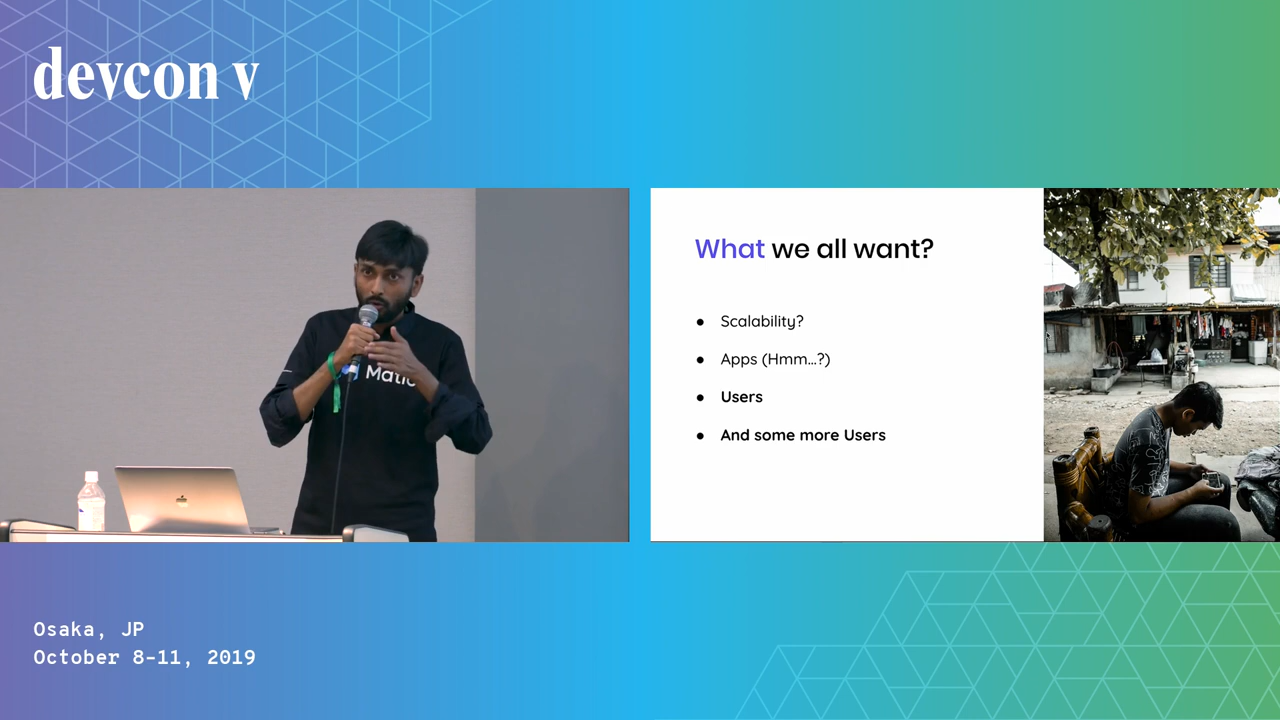 devcon v
What we all want?
● Scalability?
● Apps (Hmm...?)
● Users
● And some more Users
Matic
Osaka, JP
October 8-11, 2019